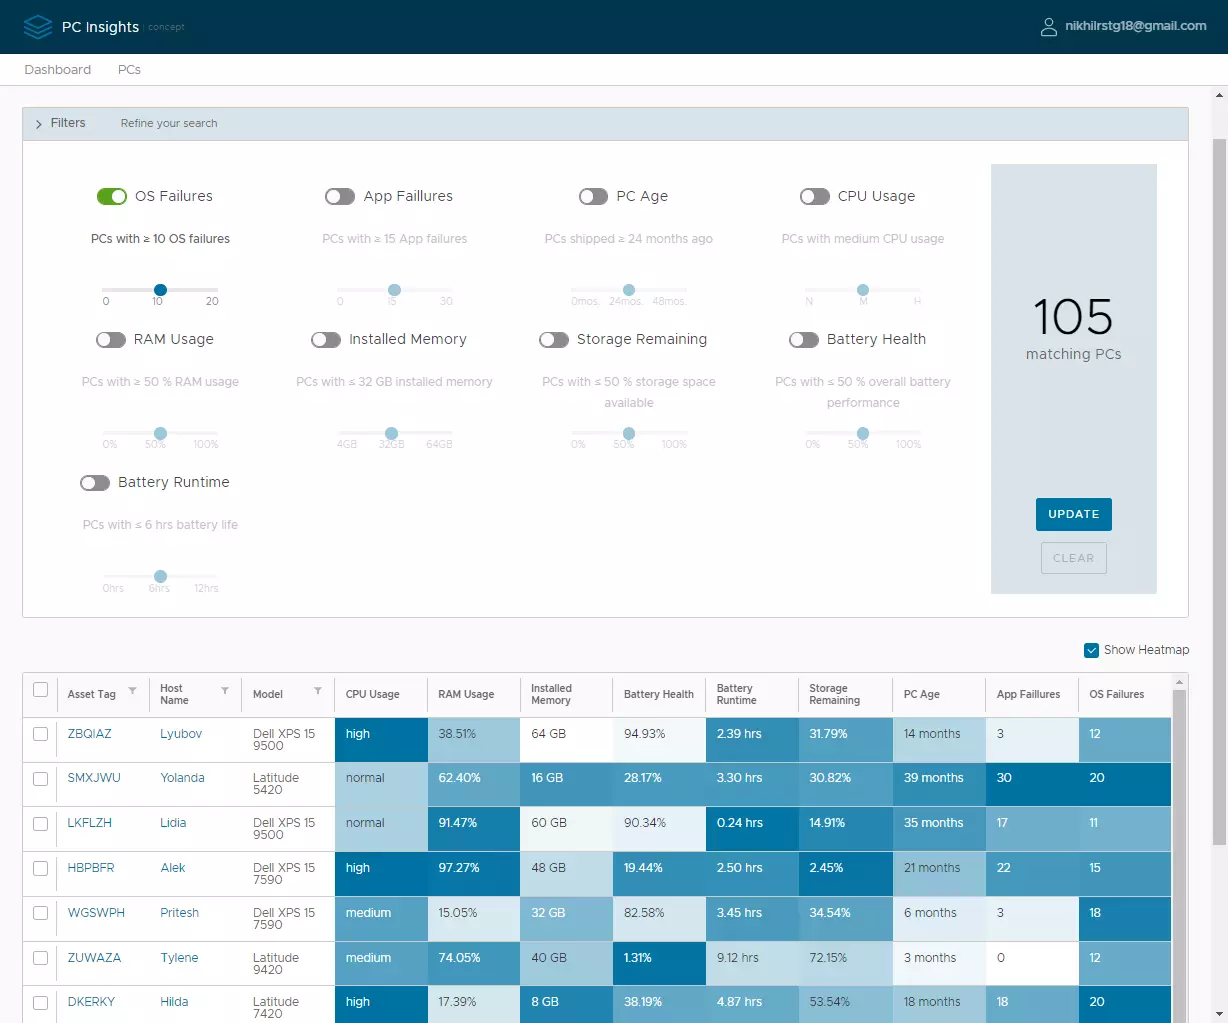 PC Insights concept
nikhilrstg18@gmail.com
Dashboard PCs
Filters Refine your search
OS Failures App Faillures PC Age CPU Usage
PCs with ≥ 10 OS failures PCs with ≥ 15 App failures PCs shipped ≥ 24 months ago PCs with medium CPU usage
0 10 20 0 15 30 0mos. 24mos. 48mos. N M H
105
matching PCs
RAM Usage Installed Memory Storage Remaining Battery Health
PCs with ≥ 50 % RAM usage PCs with ≤ 32 GB installed memory PCs with ≤ 50 % storage space PCs with ≤ 50 % overall battery
available performance
0% 50% 100% 4GB 32GB 64GB 0% 50% 100% 0% 50% 100%
Battery Runtime
PCs with ≤ 6 hrs battery life
0hrs 6hrs 12hrs
UPDATE
CLEAR
Show Heatmap
Asset Tag Host Name Model CPU Usage RAM Usage Installed Memory Battery Health Battery Runtime Storage Remaining PC Age App Faillures OS Failures
ZBQIAZ Lyubov Dell XPS 15 9500 high 38.51% 64 GB 94.93% 2.39 hrs 31.79% 14 months 3 12
SMXJWU Yolanda Latitude 5420 normal 62.40% 16 GB 28.17% 3.30 hrs 30.82% 39 months 30 20
LKFLZH Lidia Dell XPS 15 9500 normal 91.47% 60 GB 90.34% 0.24 hrs 14.91% 35 months 17 11
HBPBFR Alek Dell XPS 15 7590 high 97.27% 48 GB 19.44% 2.50 hrs 2.45% 21 months 22 15
WGSWPH Pritesh Dell XPS 15 7590 medium 15.05% 32 GB 82.58% 3.45 hrs 34.54% 6 months 3 18
ZUWAZA Tylene Latitude 9420 medium 74.05% 40 GB 1.31% 9.12 hrs 72.15% 3 months 0 12
DKERKY Hilda Latitude 7420 high 17.39% 8 GB 38.19% 4.87 hrs 53.54% 18 months 18 20